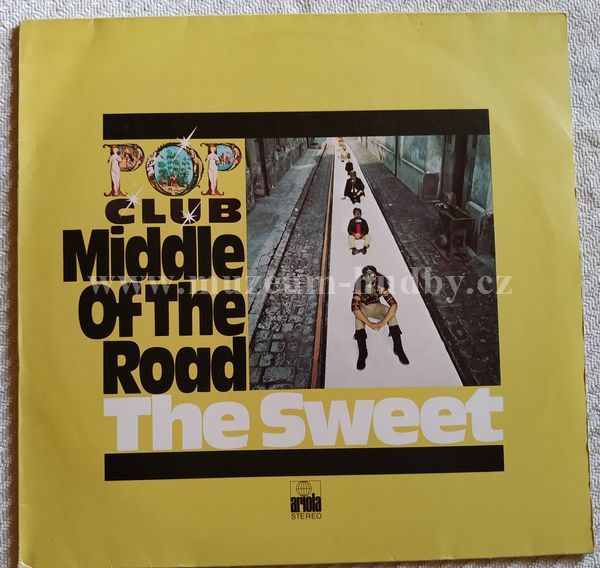 POP
CLUB
Middle
Of The
Road
The Sweet
ariola
STEREO
www.muzeum-hudby.cz